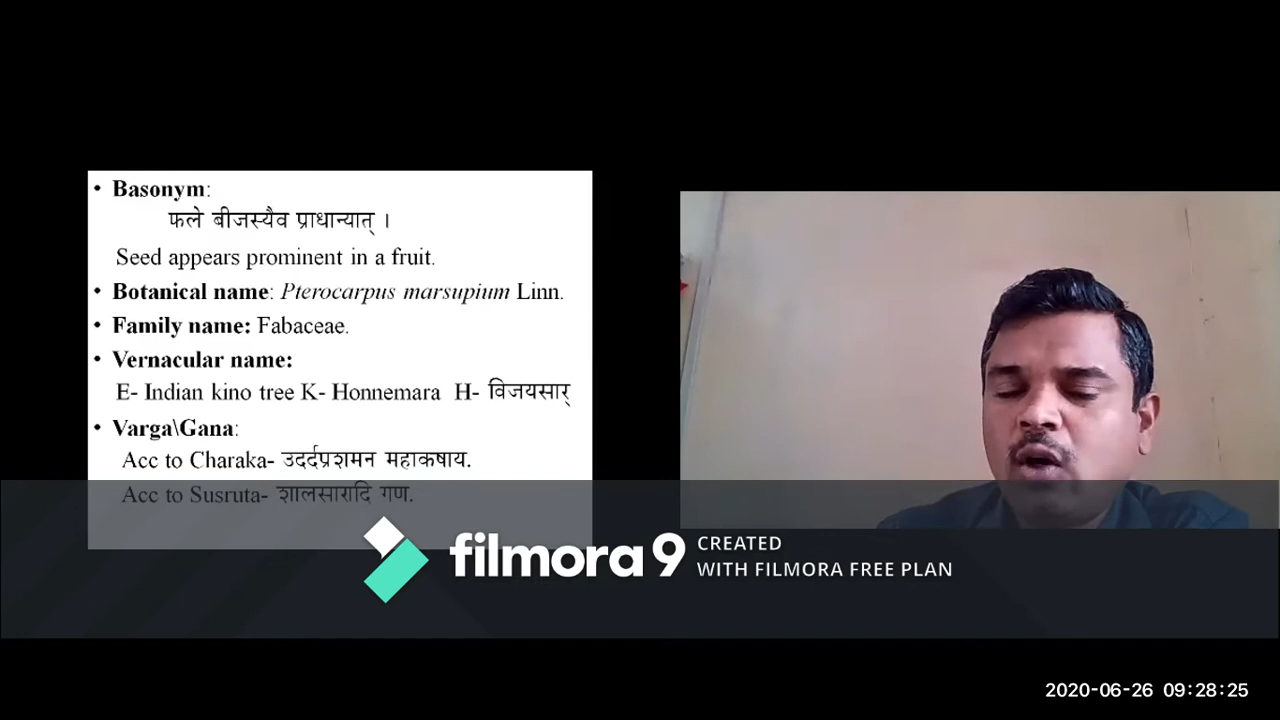 • Basonym:
फले बीजस्यैव प्राधान्यात् ।
Seed appears prominent in a fruit.
• Botanical name: Pterocarpus marsupium Linn.
• Family name: Fabaceae.
• Vernacular name:
E- Indian kino tree K- Honnemara H- विजयसार्
• Varga\Gana:
Acc to Charaka- उदर्दप्रशमन महाकषाय.
Acc to Susruta- शालसारादि गण.
filmora 9
CREATED
WITH FILMORA FREE PLAN
2020-06-26 09:28:25